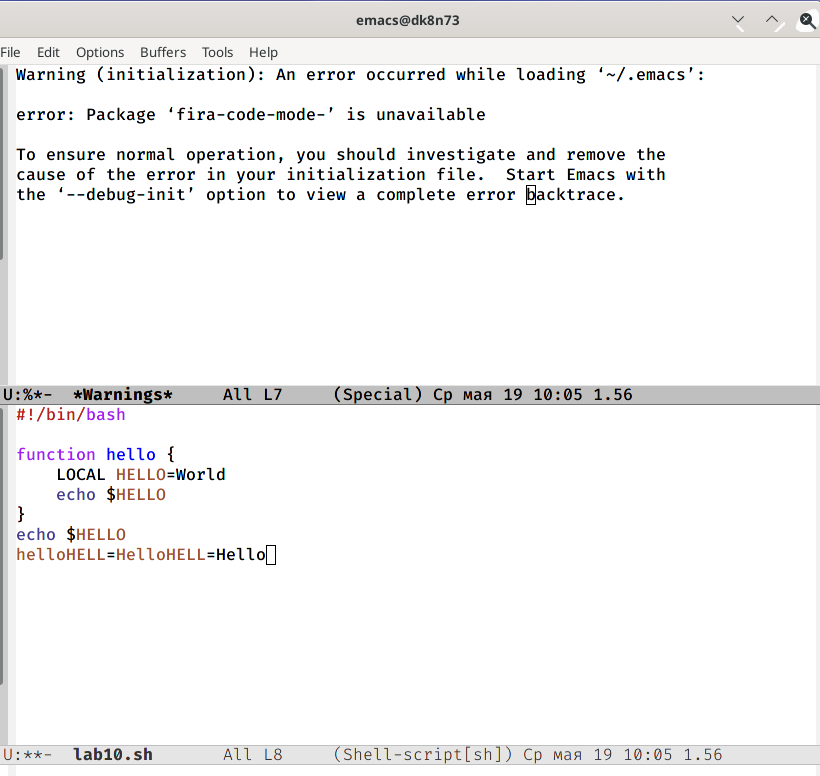 emacs@dk8n73
File Edit Options Buffers Tools Help
Warning (initialization): An error occurred while loading ‘~/.emacs’:
error: Package ‘fira-code-mode-’ is unavailable
To ensure normal operation, you should investigate and remove the
cause of the error in your initialization file.  Start Emacs with
the ‘--debug-init’ option to view a complete error backtrace.
U:%*-  *Warnings*     All L7     (Special) Ср мая 19 10:05 1.56
#!/bin/bash
function hello {
    LOCAL HELLO=World
    echo $HELLO
}
echo $HELLO
helloHELL=HelloHELL=Hello
U:**-  lab10.sh       All L8     (Shell-script[sh]) Ср мая 19 10:05 1.56